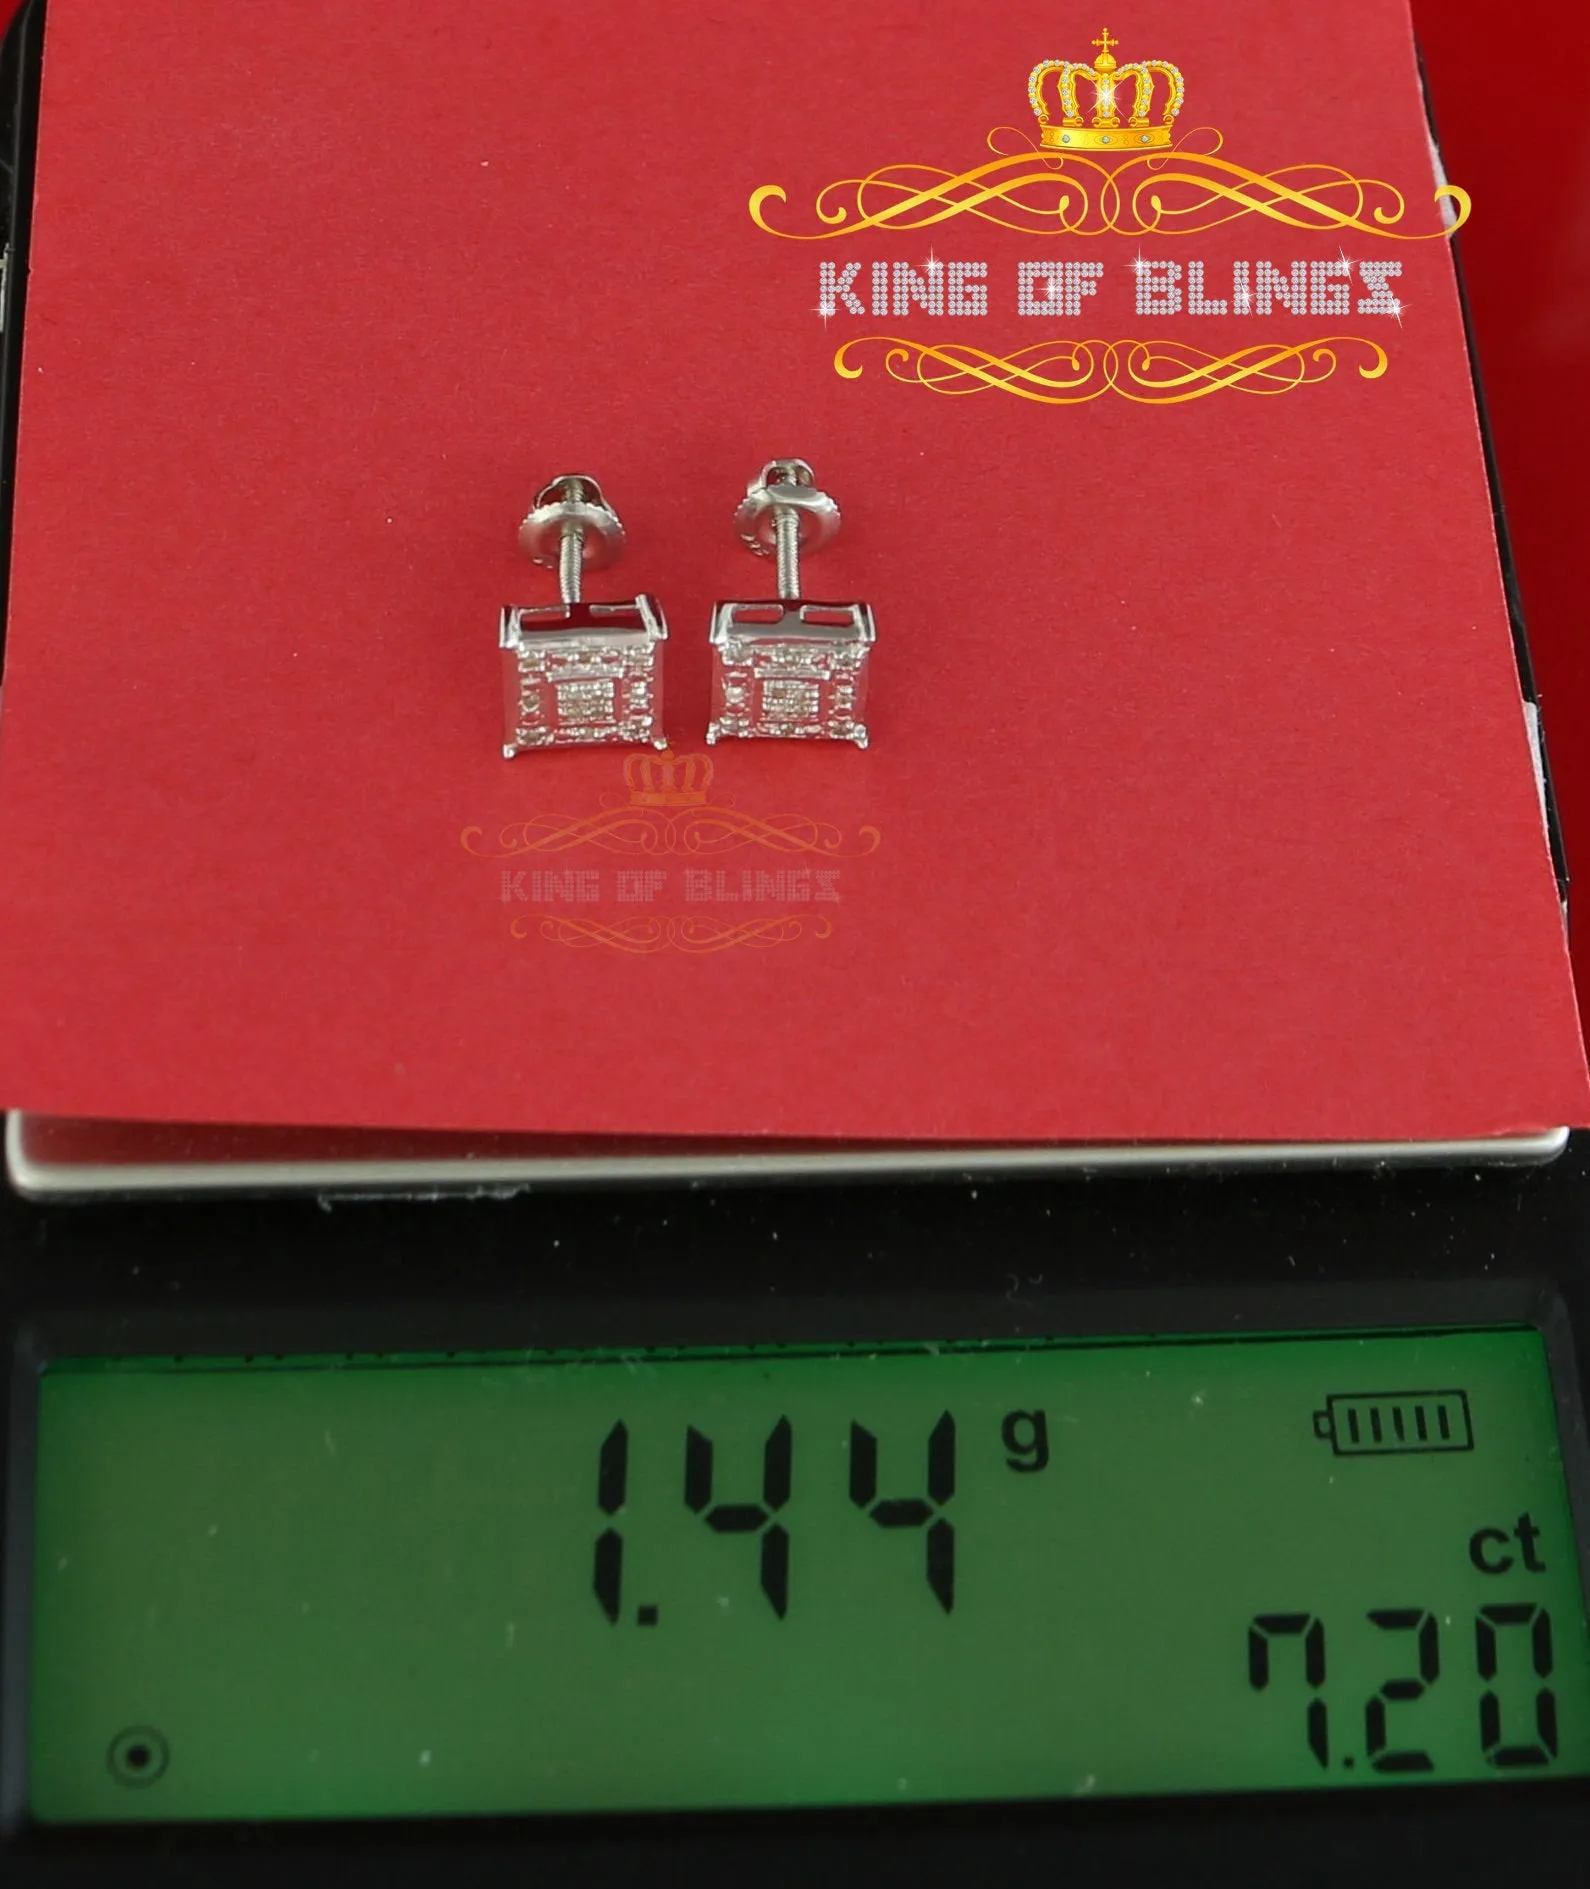 KING OF BLINGS
KING OF BLINGS
1.44 g
ct
7.20